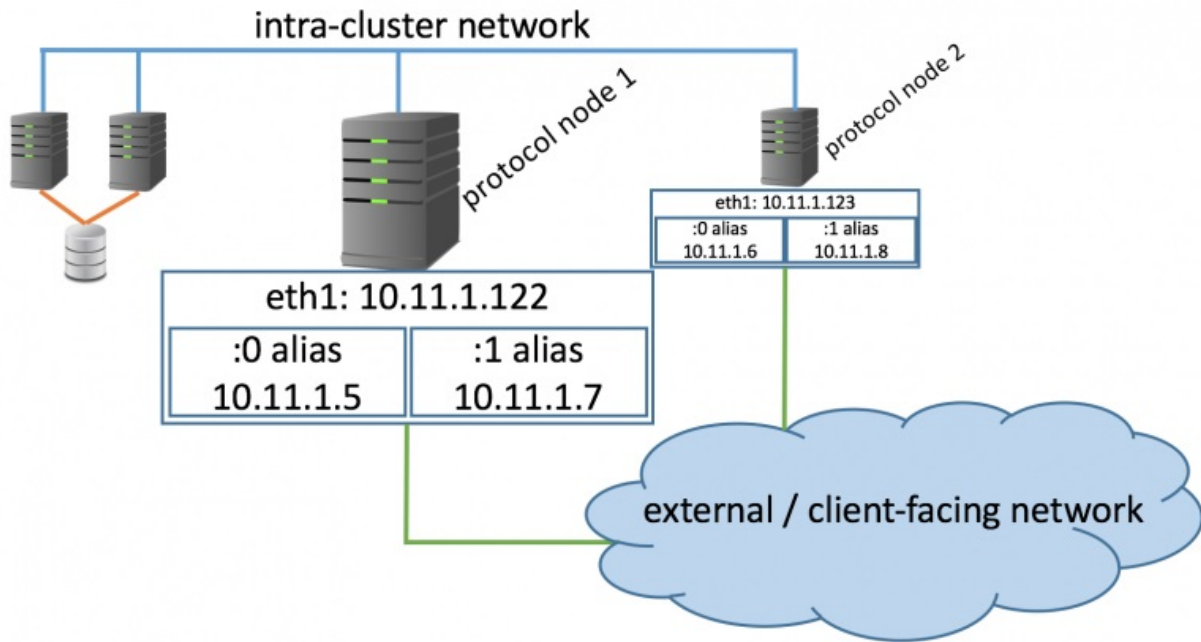 intra-cluster network
protocol node 1
protocol node 2
eth1: 10.11.1.123
:0 alias
10.11.1.6
:1 alias
10.11.1.8
eth1: 10.11.1.122
:0 alias
10.11.1.5
:1 alias
10.11.1.7
external / client-facing network